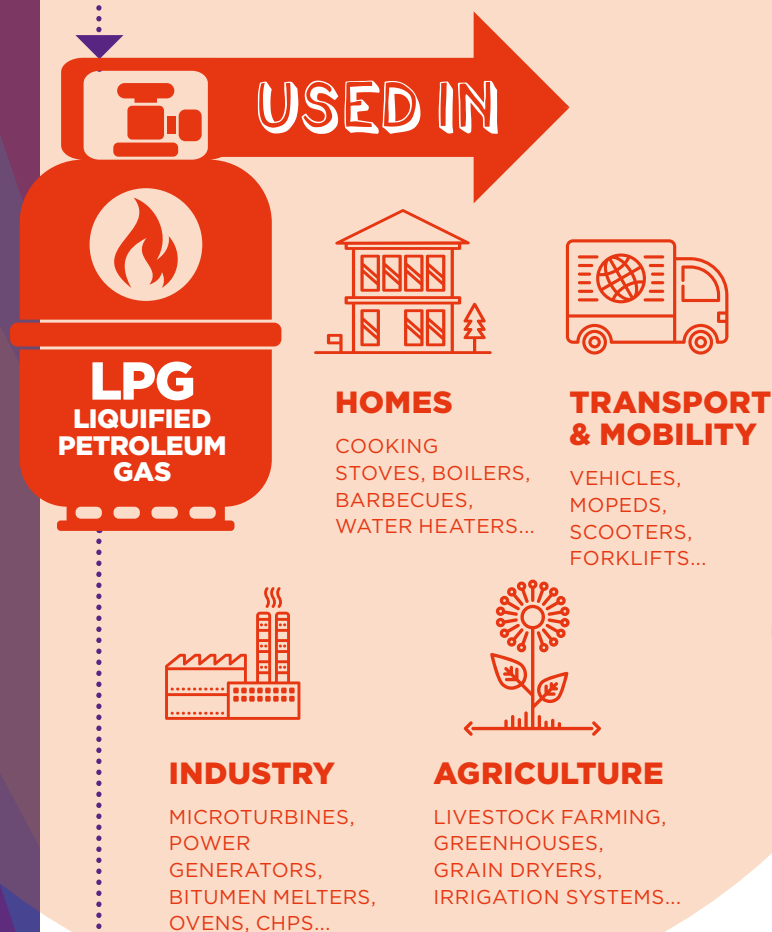 USED IN
LPG
LIQUIFIED
PETROLEUM
GAS
HOMES
COOKING
STOVES, BOILERS,
BARBECUES,
WATER HEATERS...
TRANSPORT
& MOBILITY
VEHICLES,
MOPEDS,
SCOOTERS,
FORKLIFTS...
INDUSTRY
MICROTURBINES,
POWER
GENERATORS,
BITUMEN MELTERS,
OVENS, CHPS...
AGRICULTURE
LIVESTOCK FARMING,
GREENHOUSES,
GRAIN DRYERS,
IRRIGATION SYSTEMS...